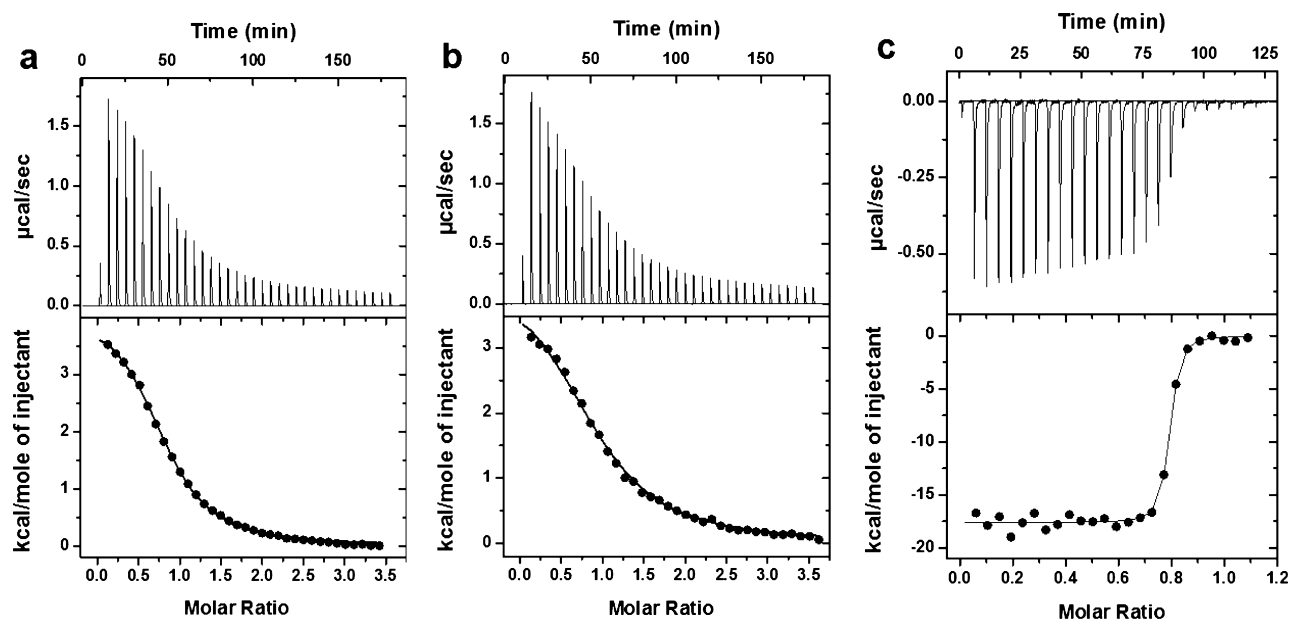 a
Time (min)
0 50 100 150
1.5
1.0
0.5
0.0
µcal/sec
3
2
1
0
kcal/mole of injectant
0.0 0.5 1.0 1.5 2.0 2.5 3.0 3.5
Molar Ratio
b
Time (min)
0 50 100 150
1.5
1.0
0.5
0.0
µcal/sec
3
2
1
0
kcal/mole of injectant
0.0 0.5 1.0 1.5 2.0 2.5 3.0 3.5
Molar Ratio
c
Time (min)
0 25 50 75 100 125
0.00
-0.25
-0.50
µcal/sec
0
-5
-10
-15
-20
kcal/mole of injectant
0.0 0.2 0.4 0.6 0.8 1.0 1.2
Molar Ratio